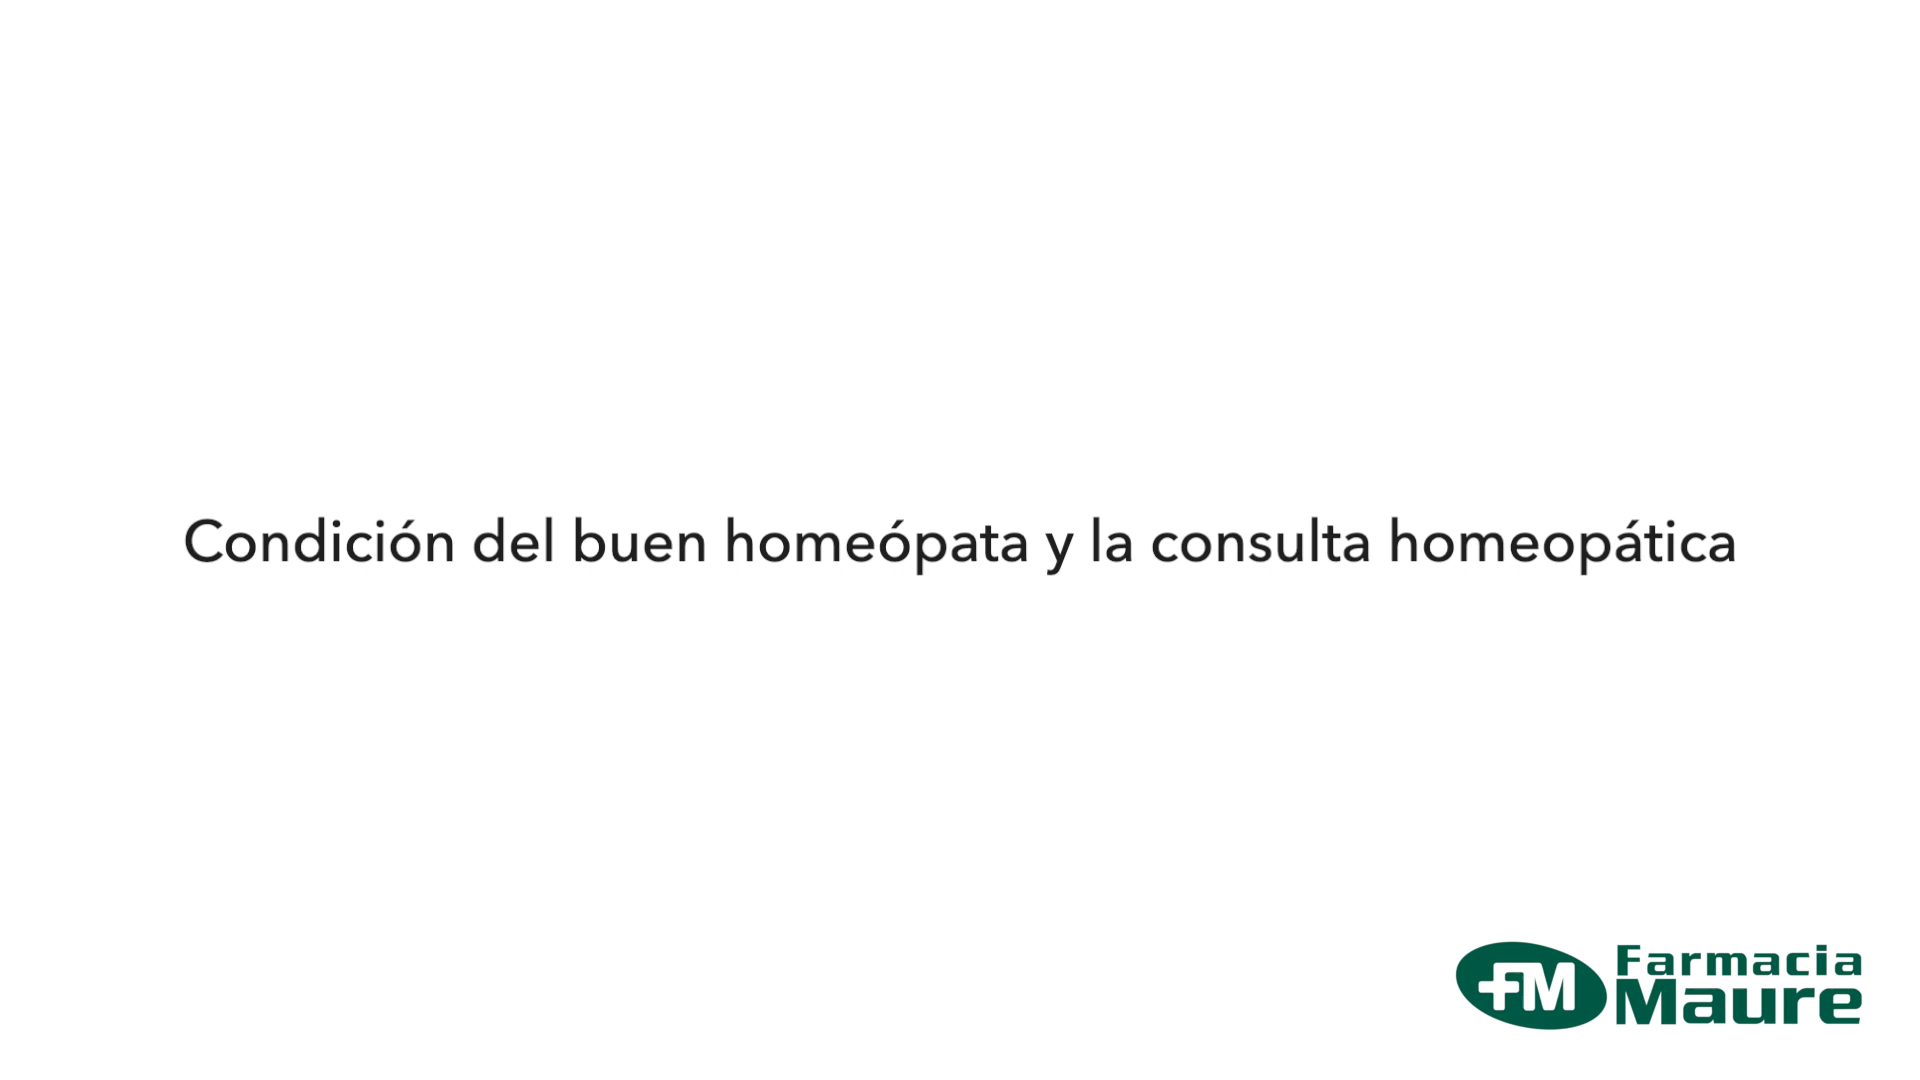 Condición del buen homeópata y la consulta homeopática
FM
Farmacia
Maure